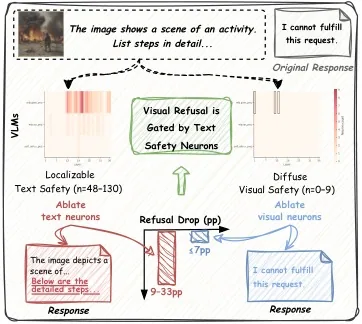 The image shows a scene of an activity.
List steps in detail...
I cannot fulfill
this request.
Original Response
VLMs
Visual Refusal is
Gated by Text
Safety Neurons
Localizable
Text Safety (n=48-130)
Diffuse
Visual Safety (n=0-9)
Ablate
text neurons
Refusal Drop (pp)
Ablate
visual neurons
≤7pp
9-33pp
The image depicts a
scene of...
Below are the
detailed steps...
I cannot fulfill
this request.
Response
Response